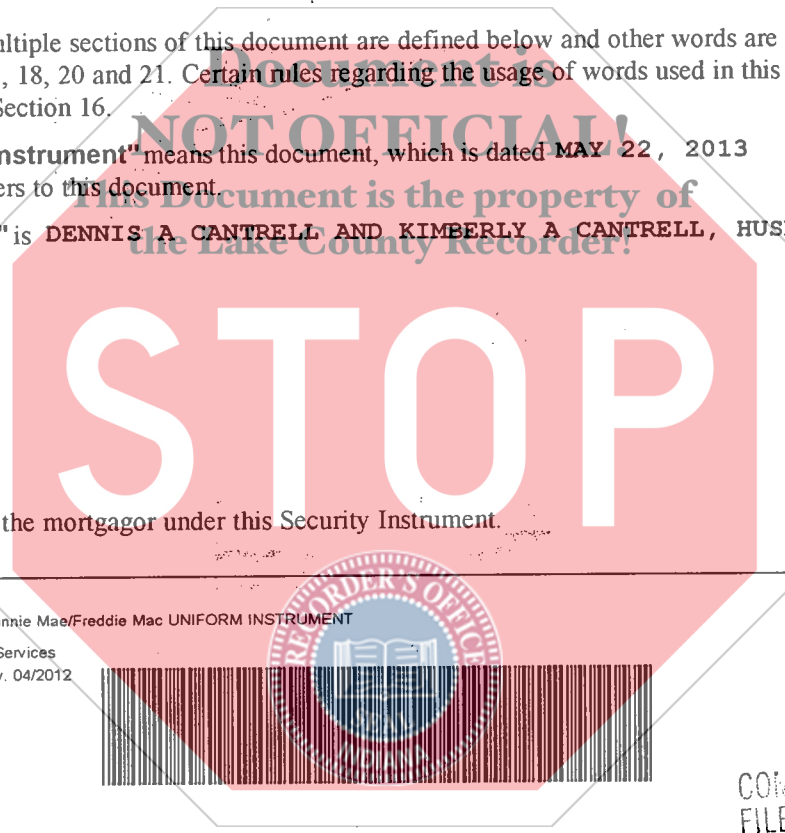 ultiple sections of this document are defined below and other words are
, 18, 20 and 21. Certain rules regarding the usage of words used in this
Section 16.
Document is
NOT OFFICIAL!
nstrument" means this document, which is dated MAY 22, 2013
ers to this document.
This Document is the property of
the Lake County Recorder!
" is DENNIS A CANTRELL AND KIMBERLY A CANTRELL, HUS
STOP
the mortgagor under this Security Instrument.
nnie Mae/Freddie Mac UNIFORM INSTRUMENT
Services
v. 04/2012
RECORDER'S OFFICE
SEAL
INDIANA
FILE